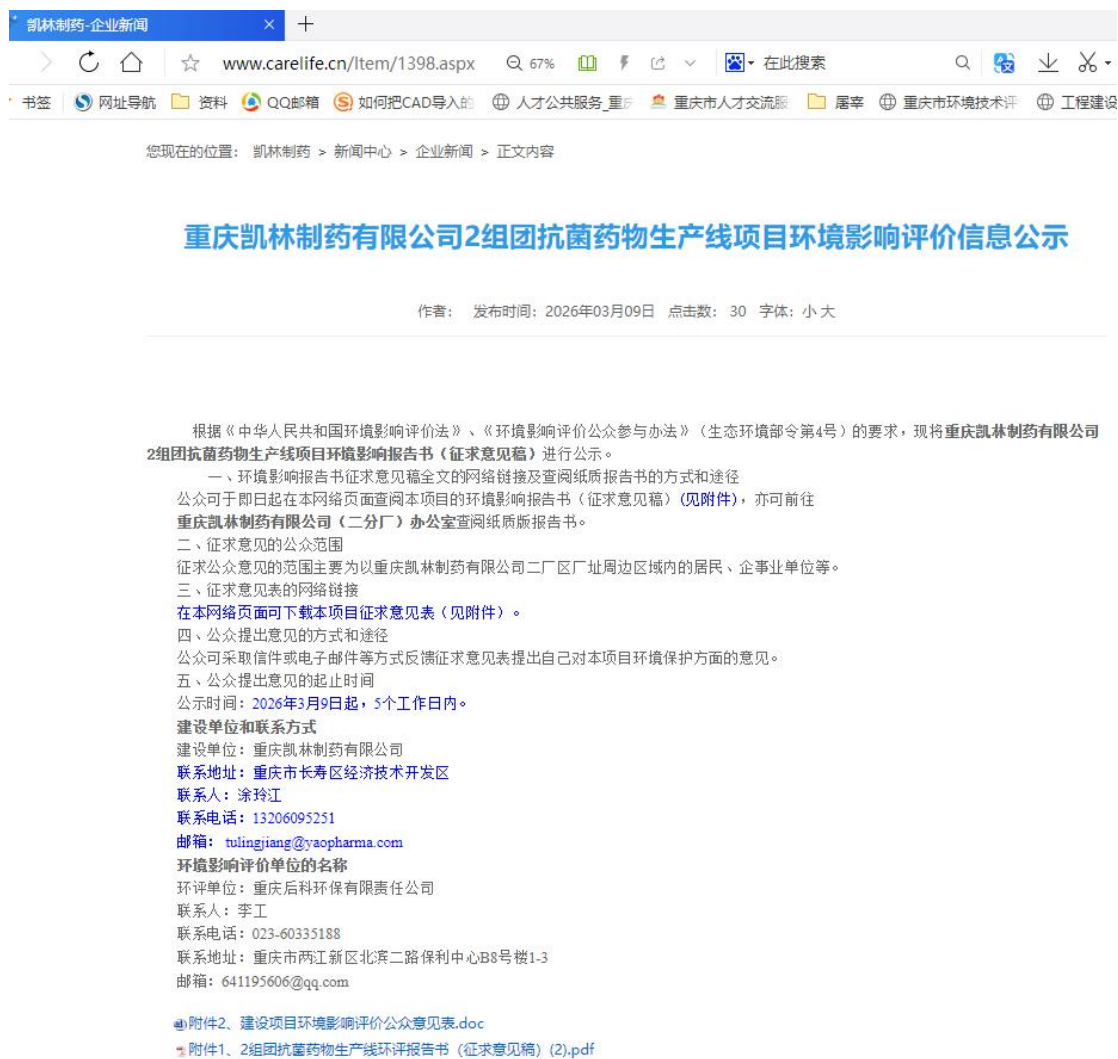 凯林制药-企业新闻
www.carelife.cn/Item/1398.aspx 67% 在此搜索
书签 网址导航 资料 QQ邮箱 如何把CAD导入的 人才公共服务_重庆 重庆市人才交流服 屠宰 重庆市环境技术评 工程建设
您现在的位置： 凯林制药 > 新闻中心 > 企业新闻 > 正文内容
重庆凯林制药有限公司2组团抗菌药物生产线项目环境影响评价信息公示
作者： 发布时间：2026年03月09日 点击数： 30 字体：小 大
根据《中华人民共和国环境影响评价法》、《环境影响评价公众参与办法》（生态环境部令第4号）的要求，现将重庆凯林制药有限公司
2组团抗菌药物生产线项目环境影响报告书（征求意见稿）进行公示。
一、环境影响报告书征求意见稿全文的网络链接及查阅纸质报告书的方式和途径
公众可于即日起在本网络页面查阅本项目的环境影响报告书（征求意见稿）(见附件)，亦可前往
重庆凯林制药有限公司（二分厂）办公室查阅纸质版报告书。
二、征求意见的公众范围
征求公众意见的范围主要为以重庆凯林制药有限公司二厂区厂址周边区域内的居民、企事业单位等。
三、征求意见表的网络链接
在本网络页面可下载本项目征求意见表（见附件）。
四、公众提出意见的方式和途径
公众可采取信件或电子邮件等方式反馈征求意见表提出自己对本项目环境保护方面的意见。
五、公众提出意见的起止时间
公示时间：2026年3月9日起，5个工作日内。
建设单位和联系方式
建设单位：重庆凯林制药有限公司
联系地址：重庆市长寿区经济技术开发区
联系人：涂玲江
联系电话：13206095251
邮箱： tulingjiang@yaopharma.com
环境影响评价单位的名称
环评单位：重庆后科环保有限责任公司
联系人：李工
联系电话：023-60335188
联系地址：重庆市两江新区北滨二路保利中心B8号楼1-3
邮箱：641195606@qq.com
附件2、建设项目环境影响评价公众意见表.doc
附件1、2组团抗菌药物生产线环评报告书（征求意见稿）(2).pdf